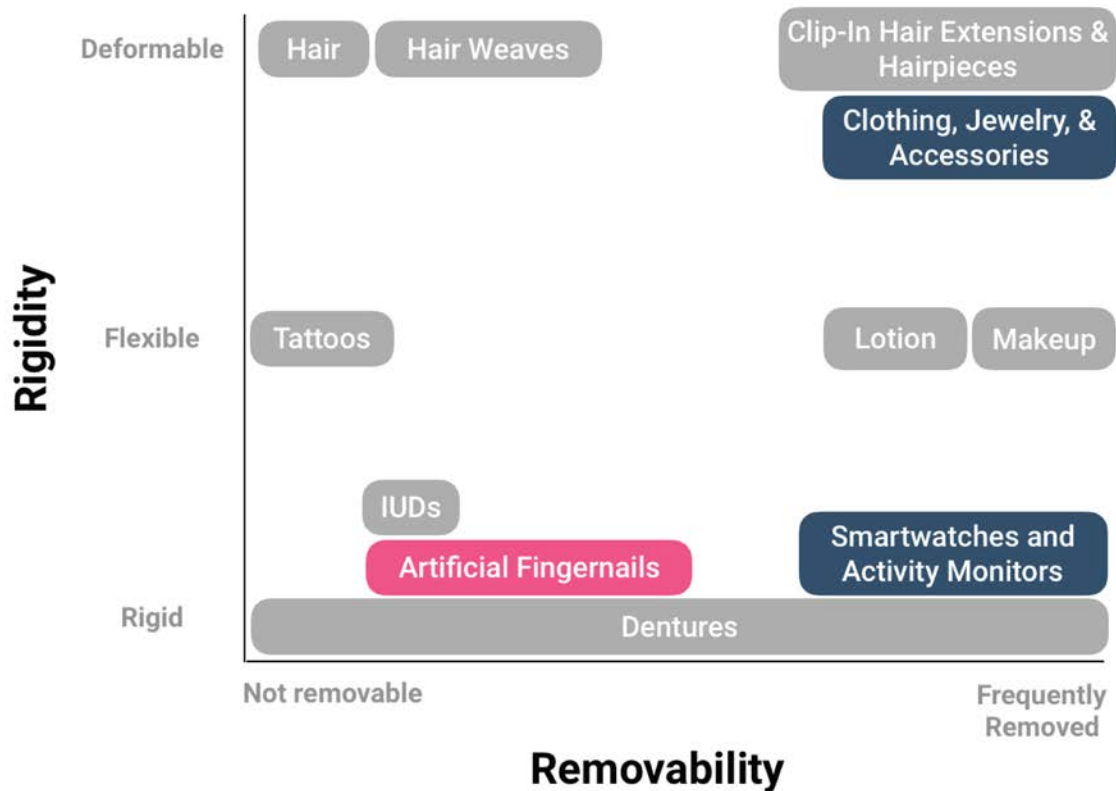 Deformable
Hair
Hair Weaves
Clip-In Hair Extensions &
Hairpieces
Clothing, Jewelry, &
Accessories
Rigidity
Flexible
Tattoos
Lotion
Makeup
IUDs
Artificial Fingernails
Smartwatches and
Activity Monitors
Rigid
Dentures
Not removable
Frequently
Removed
Removability